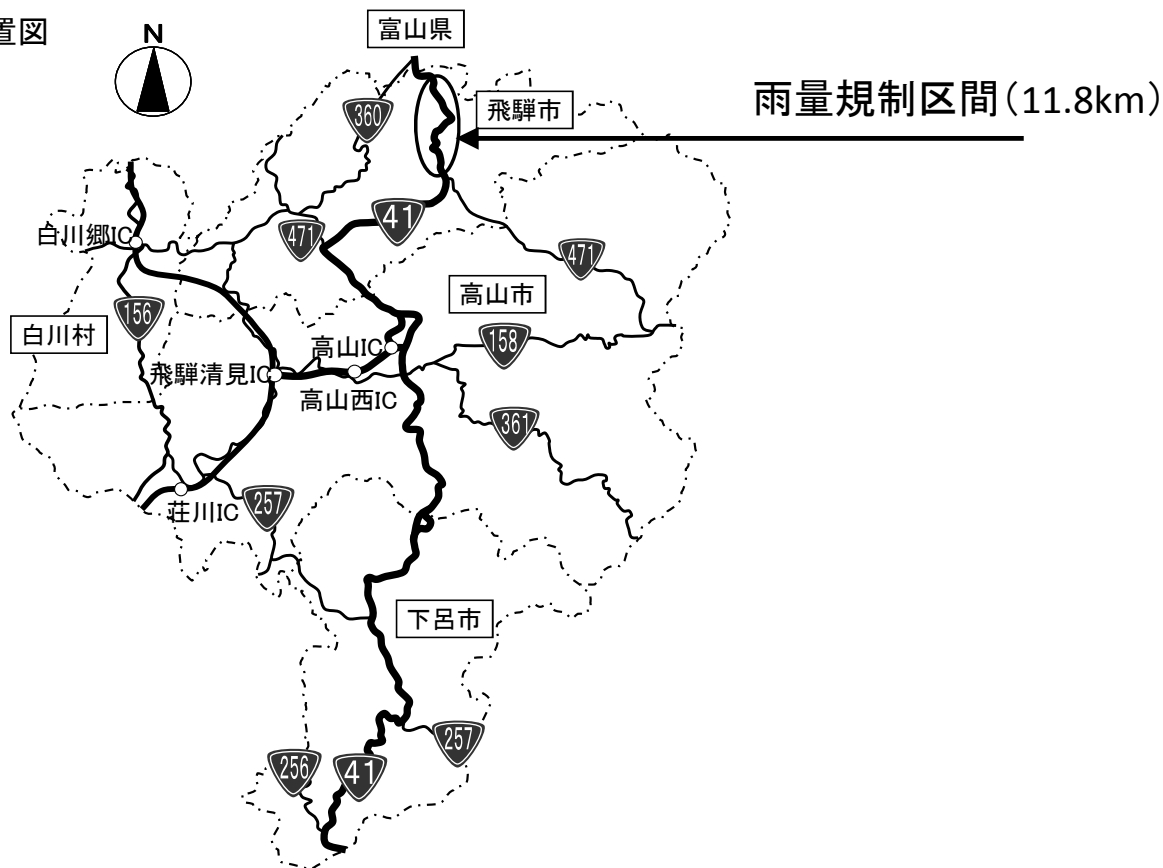 置図
N
富山県
雨量規制区間(11.8km)
360
飛騨市
41
471
白川郷IC
471
高山市
156
158
白川村
高山IC
飛騨清見IC
高山西IC
361
257
荘川IC
下呂市
257
256
41